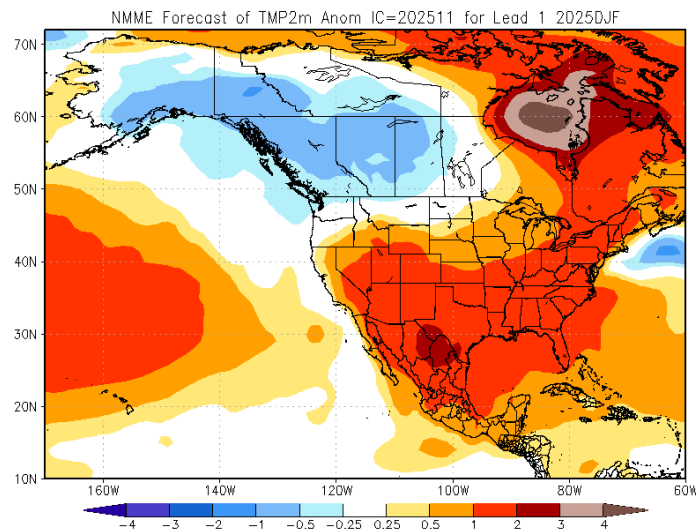 NMME Forecast of TMP2m Anom IC=202511 for Lead 1 2025DJF
70N
60N
50N
40N
30N
20N
10N
160W 140W 120W 100W 80W 60W
-4 -3 -2 -1 -0.5 -0.25 0.25 0.5 1 2 3 4